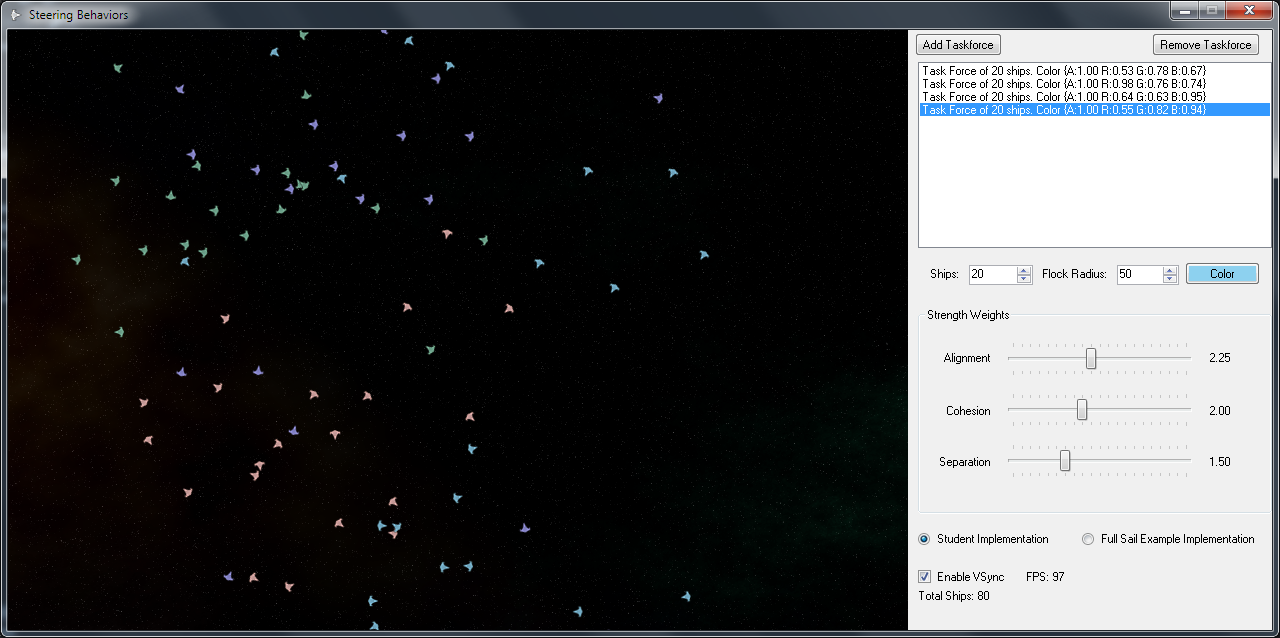 Steering Behaviors
Add Taskforce
Remove Taskforce
Task Force of 20 ships. Color {A:1.00 R:0.53 G:0.78 B:0.67}
Task Force of 20 ships. Color {A:1.00 R:0.98 G:0.76 B:0.74}
Task Force of 20 ships. Color {A:1.00 R:0.64 G:0.63 B:0.95}
Task Force of 20 ships. Color {A:1.00 R:0.55 G:0.82 B:0.94}
Ships: 20 Flock Radius: 50 Color
Strength Weights
Alignment 2.25
Cohesion 2.00
Separation 1.50
Student Implementation Full Sail Example Implementation
Enable VSync FPS: 97
Total Ships: 80